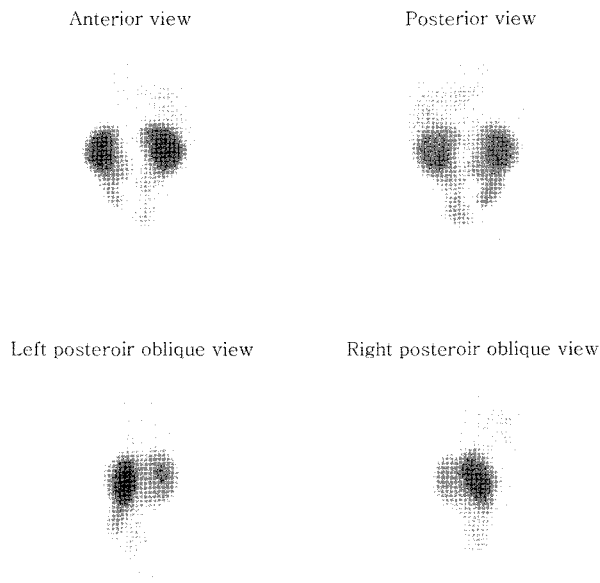 Anterior view
Posterior view
Left posteroir oblique view
Right posteroir oblique view